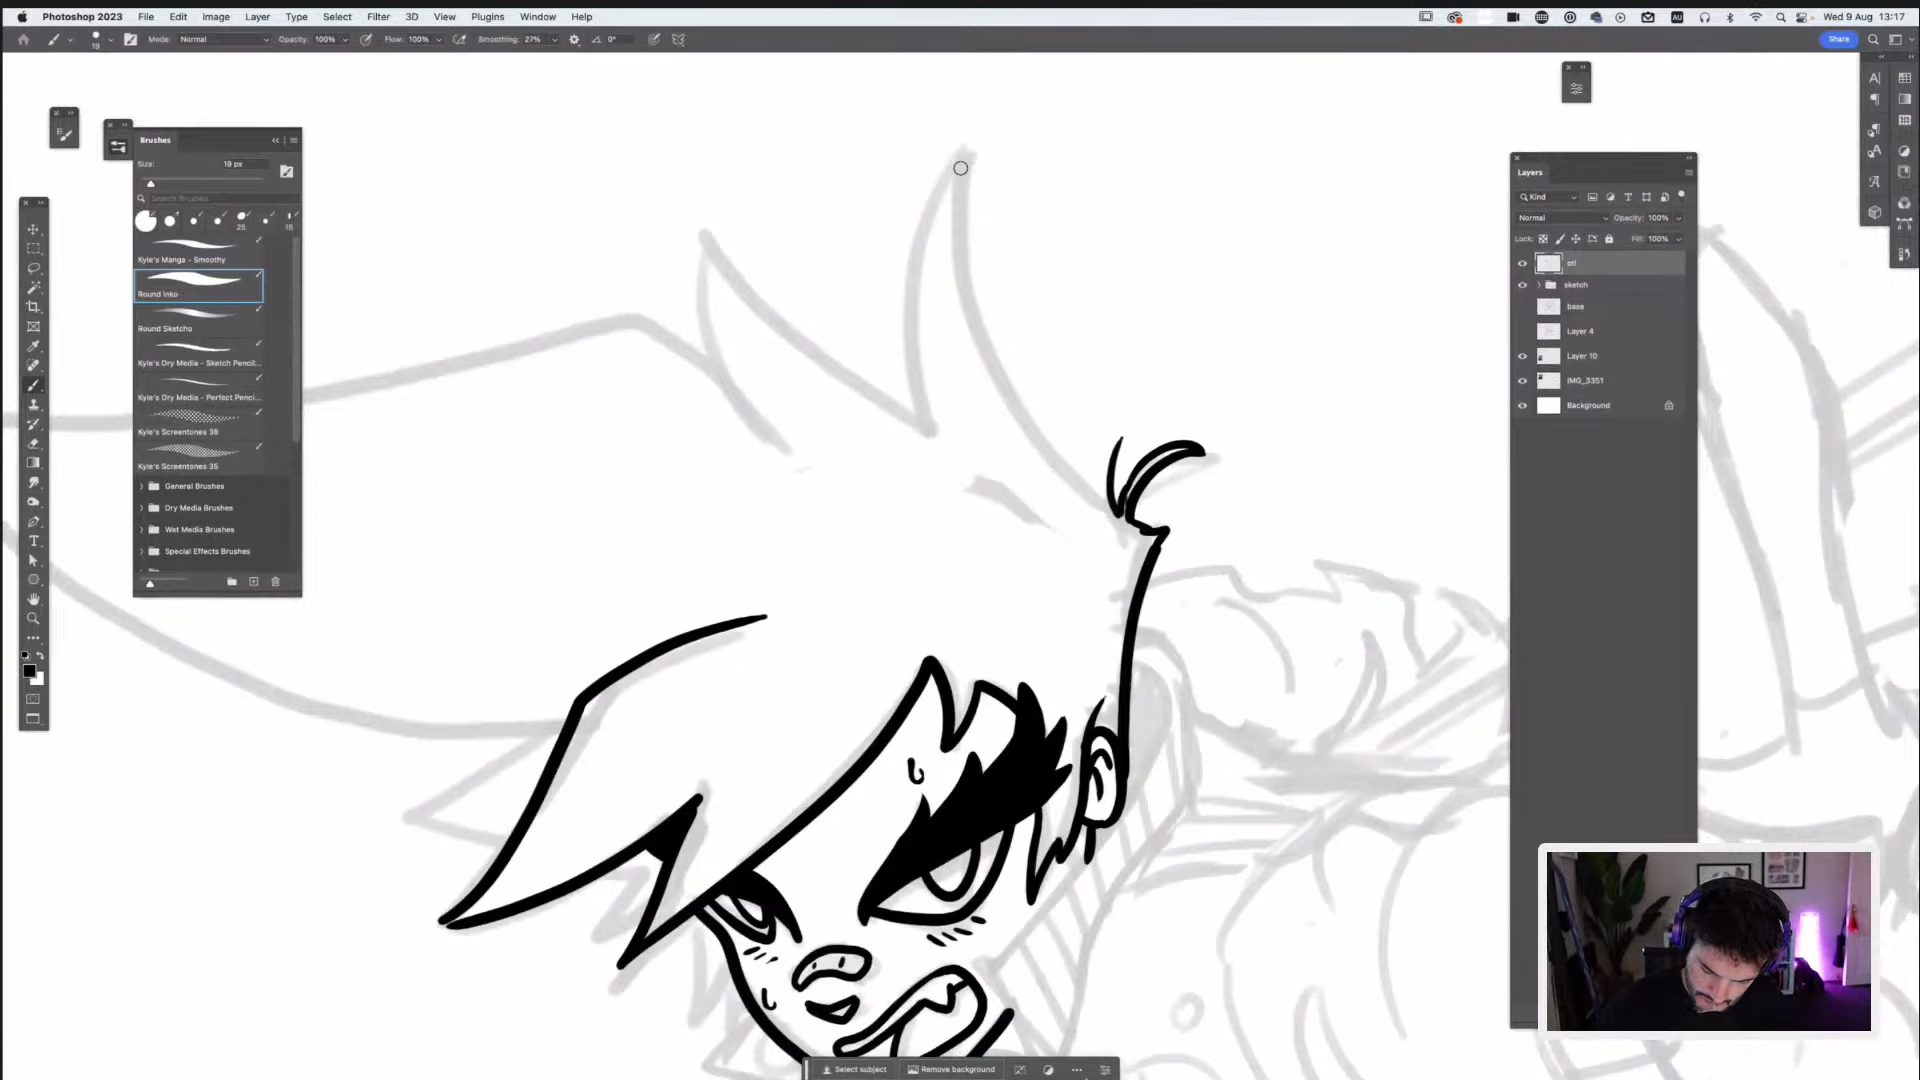 Photoshop 2023 File Edit Image Layer Type Select Filter 3D View Plugins Window Help Wed 9 Aug 13:17
19 Mode: Normal Opacity: 100% Flow: 100% Smoothing: 27% 0° Share
Brushes
Size: 19 px
Search Brushes
26
Kyle's Manga - Smoothy
Round Inko
Round Sketcho
Kyle's Dry Media - Sketch Pencil...
Kyle's Dry Media - Perfect Penci...
Kyle's Screentones 38
Kyle's Screentones 35
General Brushes
Dry Media Brushes
Wet Media Brushes
Special Effects Brushes
Layers
Kind
Normal Opacity: 100%
Lock: Fill: 100%
sketch
base
Layer 4
Layer 10
IMG_3351
Background
Select subject Remove background